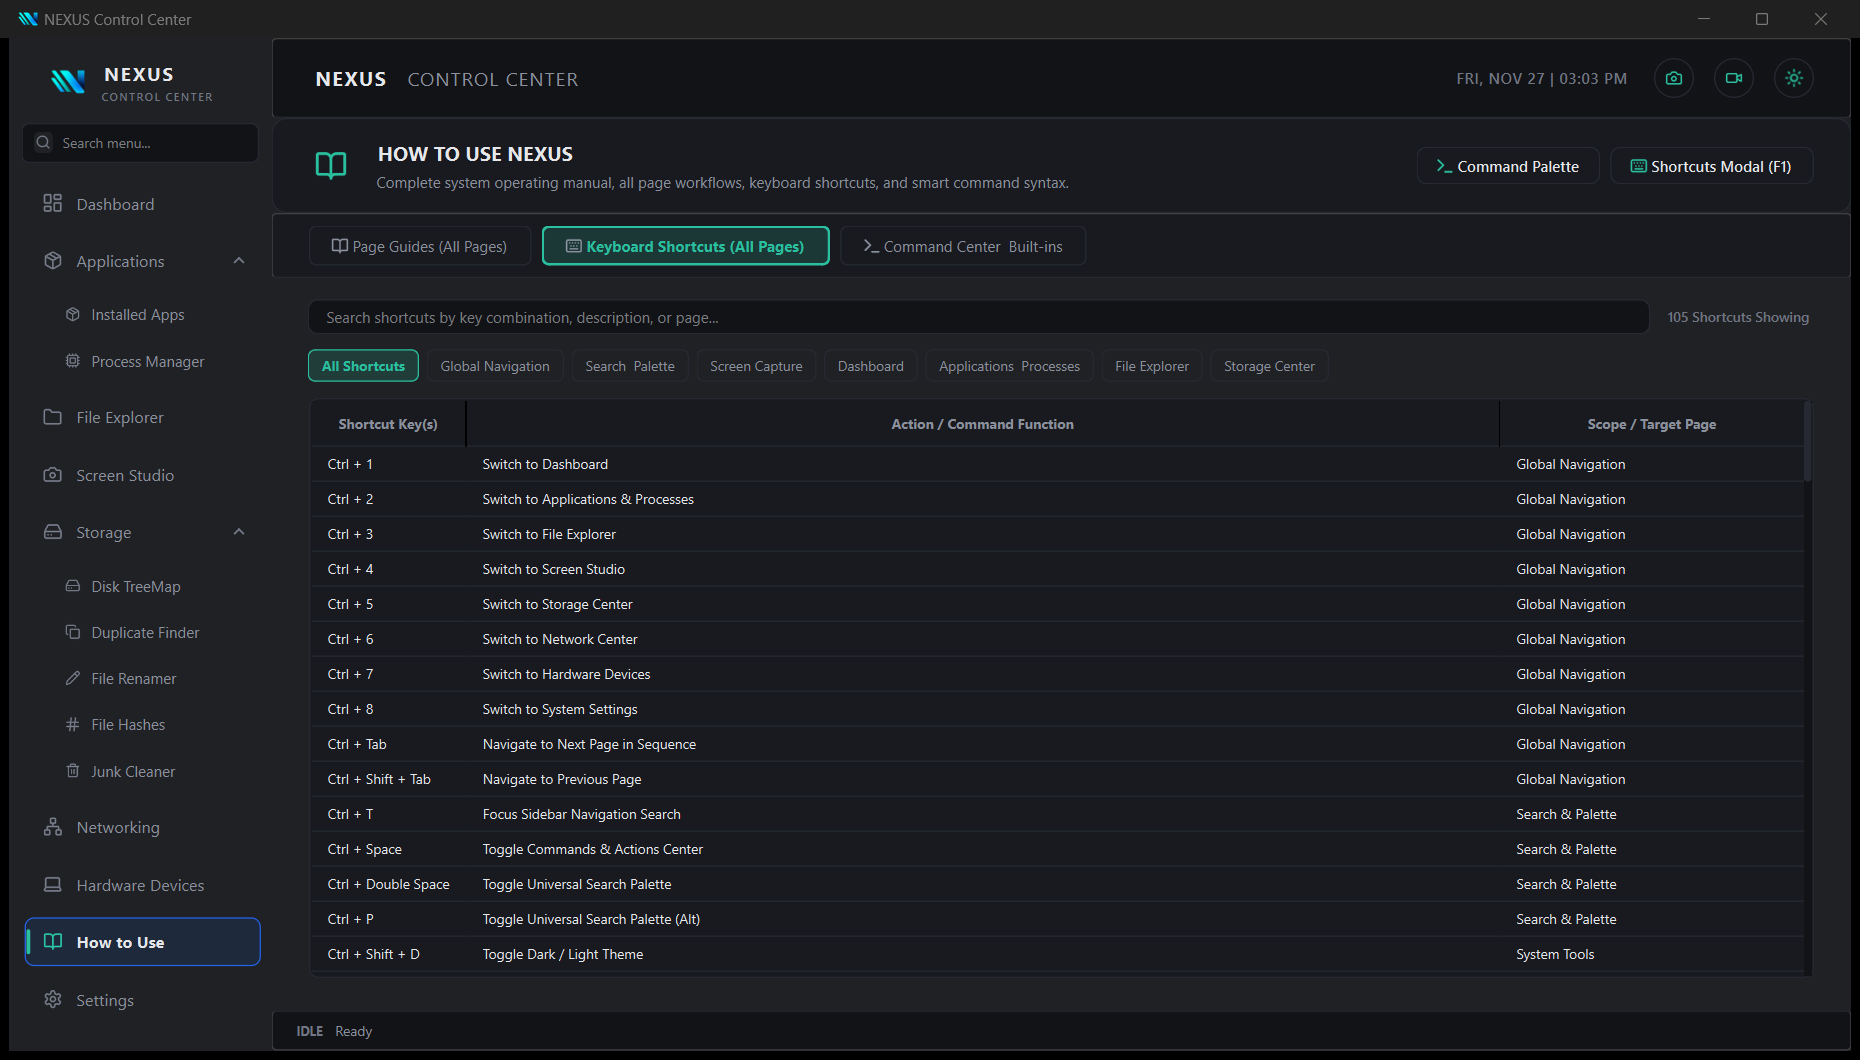 NEXUS Control Center
NEXUS
CONTROL CENTER
Search menu...
Dashboard
Applications
Installed Apps
Process Manager
File Explorer
Screen Studio
Storage
Disk TreeMap
Duplicate Finder
File Renamer
File Hashes
Junk Cleaner
Networking
Hardware Devices
How to Use
Settings
NEXUS CONTROL CENTER
FRI, NOV 27 | 03:03 PM
HOW TO USE NEXUS
Complete system operating manual, all page workflows, keyboard shortcuts, and smart command syntax.
Command Palette
Shortcuts Modal (F1)
Page Guides (All Pages)
Keyboard Shortcuts (All Pages)
Command Center Built-ins
Search shortcuts by key combination, description, or page...
105 Shortcuts Showing
All Shortcuts
Global Navigation
Search Palette
Screen Capture
Dashboard
Applications Processes
File Explorer
Storage Center
Shortcut Key(s) Action / Command Function Scope / Target Page
Ctrl + 1 Switch to Dashboard Global Navigation
Ctrl + 2 Switch to Applications & Processes Global Navigation
Ctrl + 3 Switch to File Explorer Global Navigation
Ctrl + 4 Switch to Screen Studio Global Navigation
Ctrl + 5 Switch to Storage Center Global Navigation
Ctrl + 6 Switch to Network Center Global Navigation
Ctrl + 7 Switch to Hardware Devices Global Navigation
Ctrl + 8 Switch to System Settings Global Navigation
Ctrl + Tab Navigate to Next Page in Sequence Global Navigation
Ctrl + Shift + Tab Navigate to Previous Page Global Navigation
Ctrl + T Focus Sidebar Navigation Search Search & Palette
Ctrl + Space Toggle Commands & Actions Center Search & Palette
Ctrl + Double Space Toggle Universal Search Palette Search & Palette
Ctrl + P Toggle Universal Search Palette (Alt) Search & Palette
Ctrl + Shift + D Toggle Dark / Light Theme System Tools
IDLE Ready